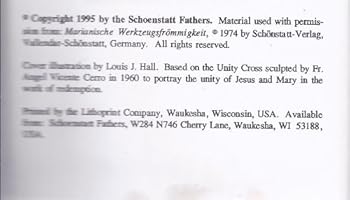 © Copyright 1995 by the Schoenstatt Fathers. Material used with permis-
sion from: Marianische Werkzeugsfrömmigkeit, © 1974 by Schönstatt-Verlag,
Vallendar-Schönstatt, Germany. All rights reserved.
Cover illustration by Louis J. Hall. Based on the Unity Cross sculpted by Fr.
Angel Vicente Cerro in 1960 to portray the unity of Jesus and Mary in the
work of redemption.
Printed by the Lithoprint Company, Waukesha, Wisconsin, USA. Available
from: Schoenstatt Fathers, W284 N746 Cherry Lane, Waukesha, WI 53188,
USA.